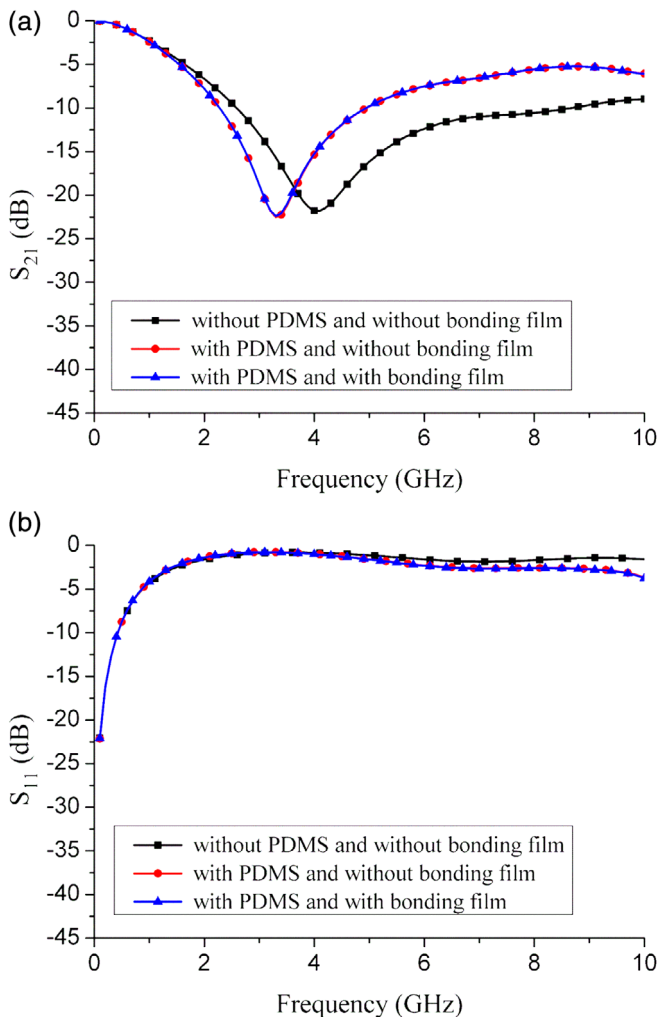 (a)
0
-5
-10
-15
-20
-25
-30
-35
-40
-45
S21 (dB)
without PDMS and without bonding film
with PDMS and without bonding film
with PDMS and with bonding film
0 2 4 6 8 10
Frequency (GHz)
(b)
0
-5
-10
-15
-20
-25
-30
-35
-40
-45
S11 (dB)
without PDMS and without bonding film
with PDMS and without bonding film
with PDMS and with bonding film
0 2 4 6 8 10
Frequency (GHz)